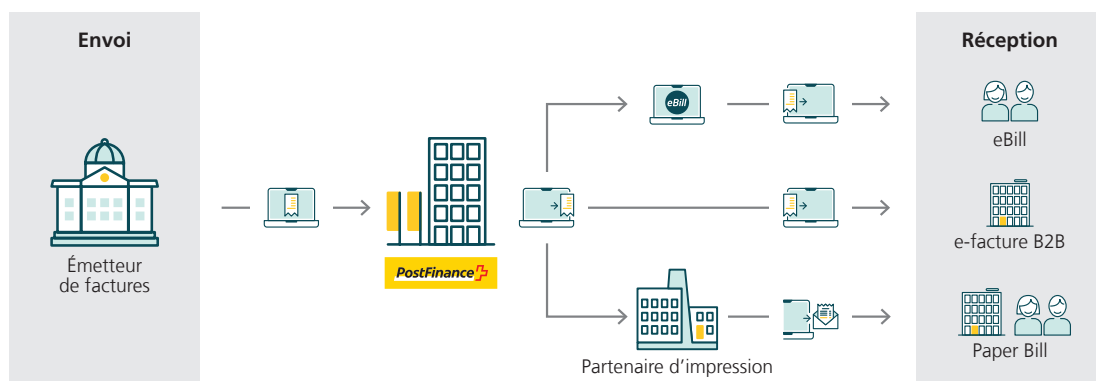 Envoi
Réception
eBill
eBill
Émetteur
de factures
PostFinance
e-facture B2B
Partenaire d'impression
Paper Bill